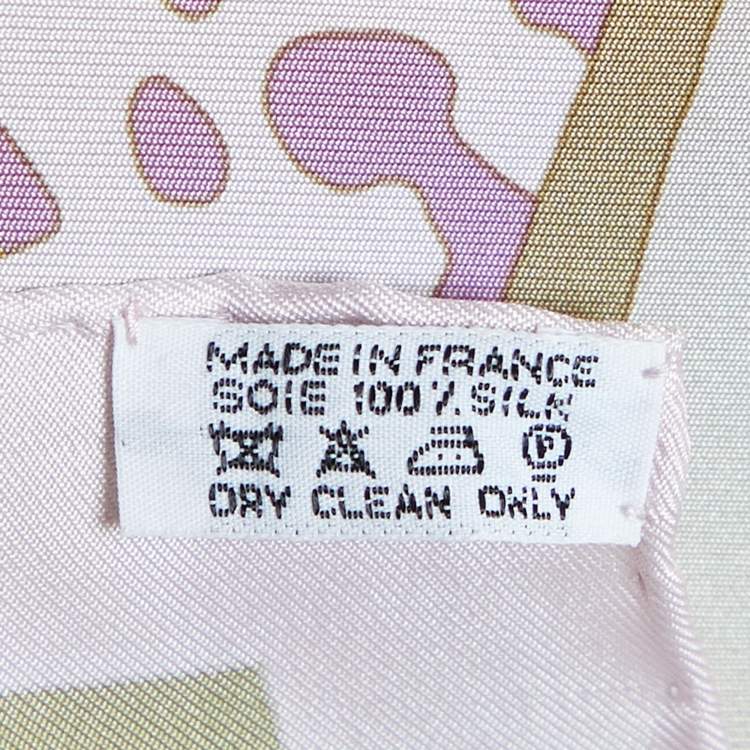 MADE IN FRANCE
SOIE 100% SILK
P
DRY CLEAN ONLY